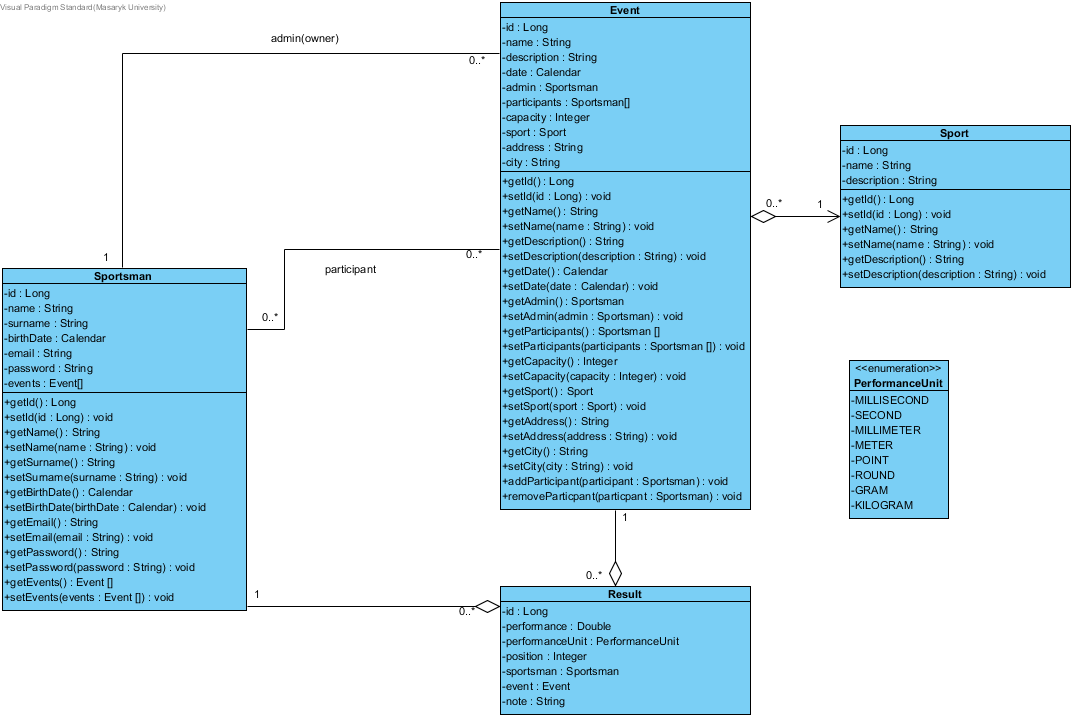 Visual Paradigm Standard(Masaryk University)
admin(owner)
0..*
1
participant
0..*
0..*
Event
-id : Long
-name : String
-description : String
-date : Calendar
-admin : Sportsman
-participants : Sportsman[]
-capacity : Integer
-sport : Sport
-address : String
-city : String
+getId() : Long
+setId(id : Long) : void
+getName() : String
+setName(name : String) : void
+getDescription() : String
+setDescription(description : String) : void
+getDate() : Calendar
+setDate(date : Calendar) : void
+getAdmin() : Sportsman
+setAdmin(admin : Sportsman) : void
+getParticipants() : Sportsman []
+setParticipants(participants : Sportsman []) : void
+getCapacity() : Integer
+setCapacity(capacity : Integer) : void
+getSport() : Sport
+setSport(sport : Sport) : void
+getAddress() : String
+setAddress(address : String) : void
+getCity() : String
+setCity(city : String) : void
+addParticipant(participant : Sportsman) : void
+removeParticpant(particpant : Sportsman) : void
0..*
1
Sport
-id : Long
-name : String
-description : String
+getId() : Long
+setId(id : Long) : void
+getName() : String
+setName(name : String) : void
+getDescription() : String
+setDescription(description : String) : void
Sportsman
-id : Long
-name : String
-surname : String
-birthDate : Calendar
-email : String
-password : String
-events : Event[]
+getId() : Long
+setId(id : Long) : void
+getName() : String
+setName(name : String) : void
+getSurname() : String
+setSurname(surname : String) : void
+getBirthDate() : Calendar
+setBirthDate(birthDate : Calendar) : void
+getEmail() : String
+setEmail(email : String) : void
+getPassword() : String
+setPassword(password : String) : void
+getEvents() : Event []
+setEvents(events : Event []) : void
<<enumeration>>
PerformanceUnit
-MILLISECOND
-SECOND
-MILLIMETER
-METER
-POINT
-ROUND
-GRAM
-KILOGRAM
1
0..*
1
0..*
Result
-id : Long
-performance : Double
-performanceUnit : PerformanceUnit
-position : Integer
-sportsman : Sportsman
-event : Event
-note : String